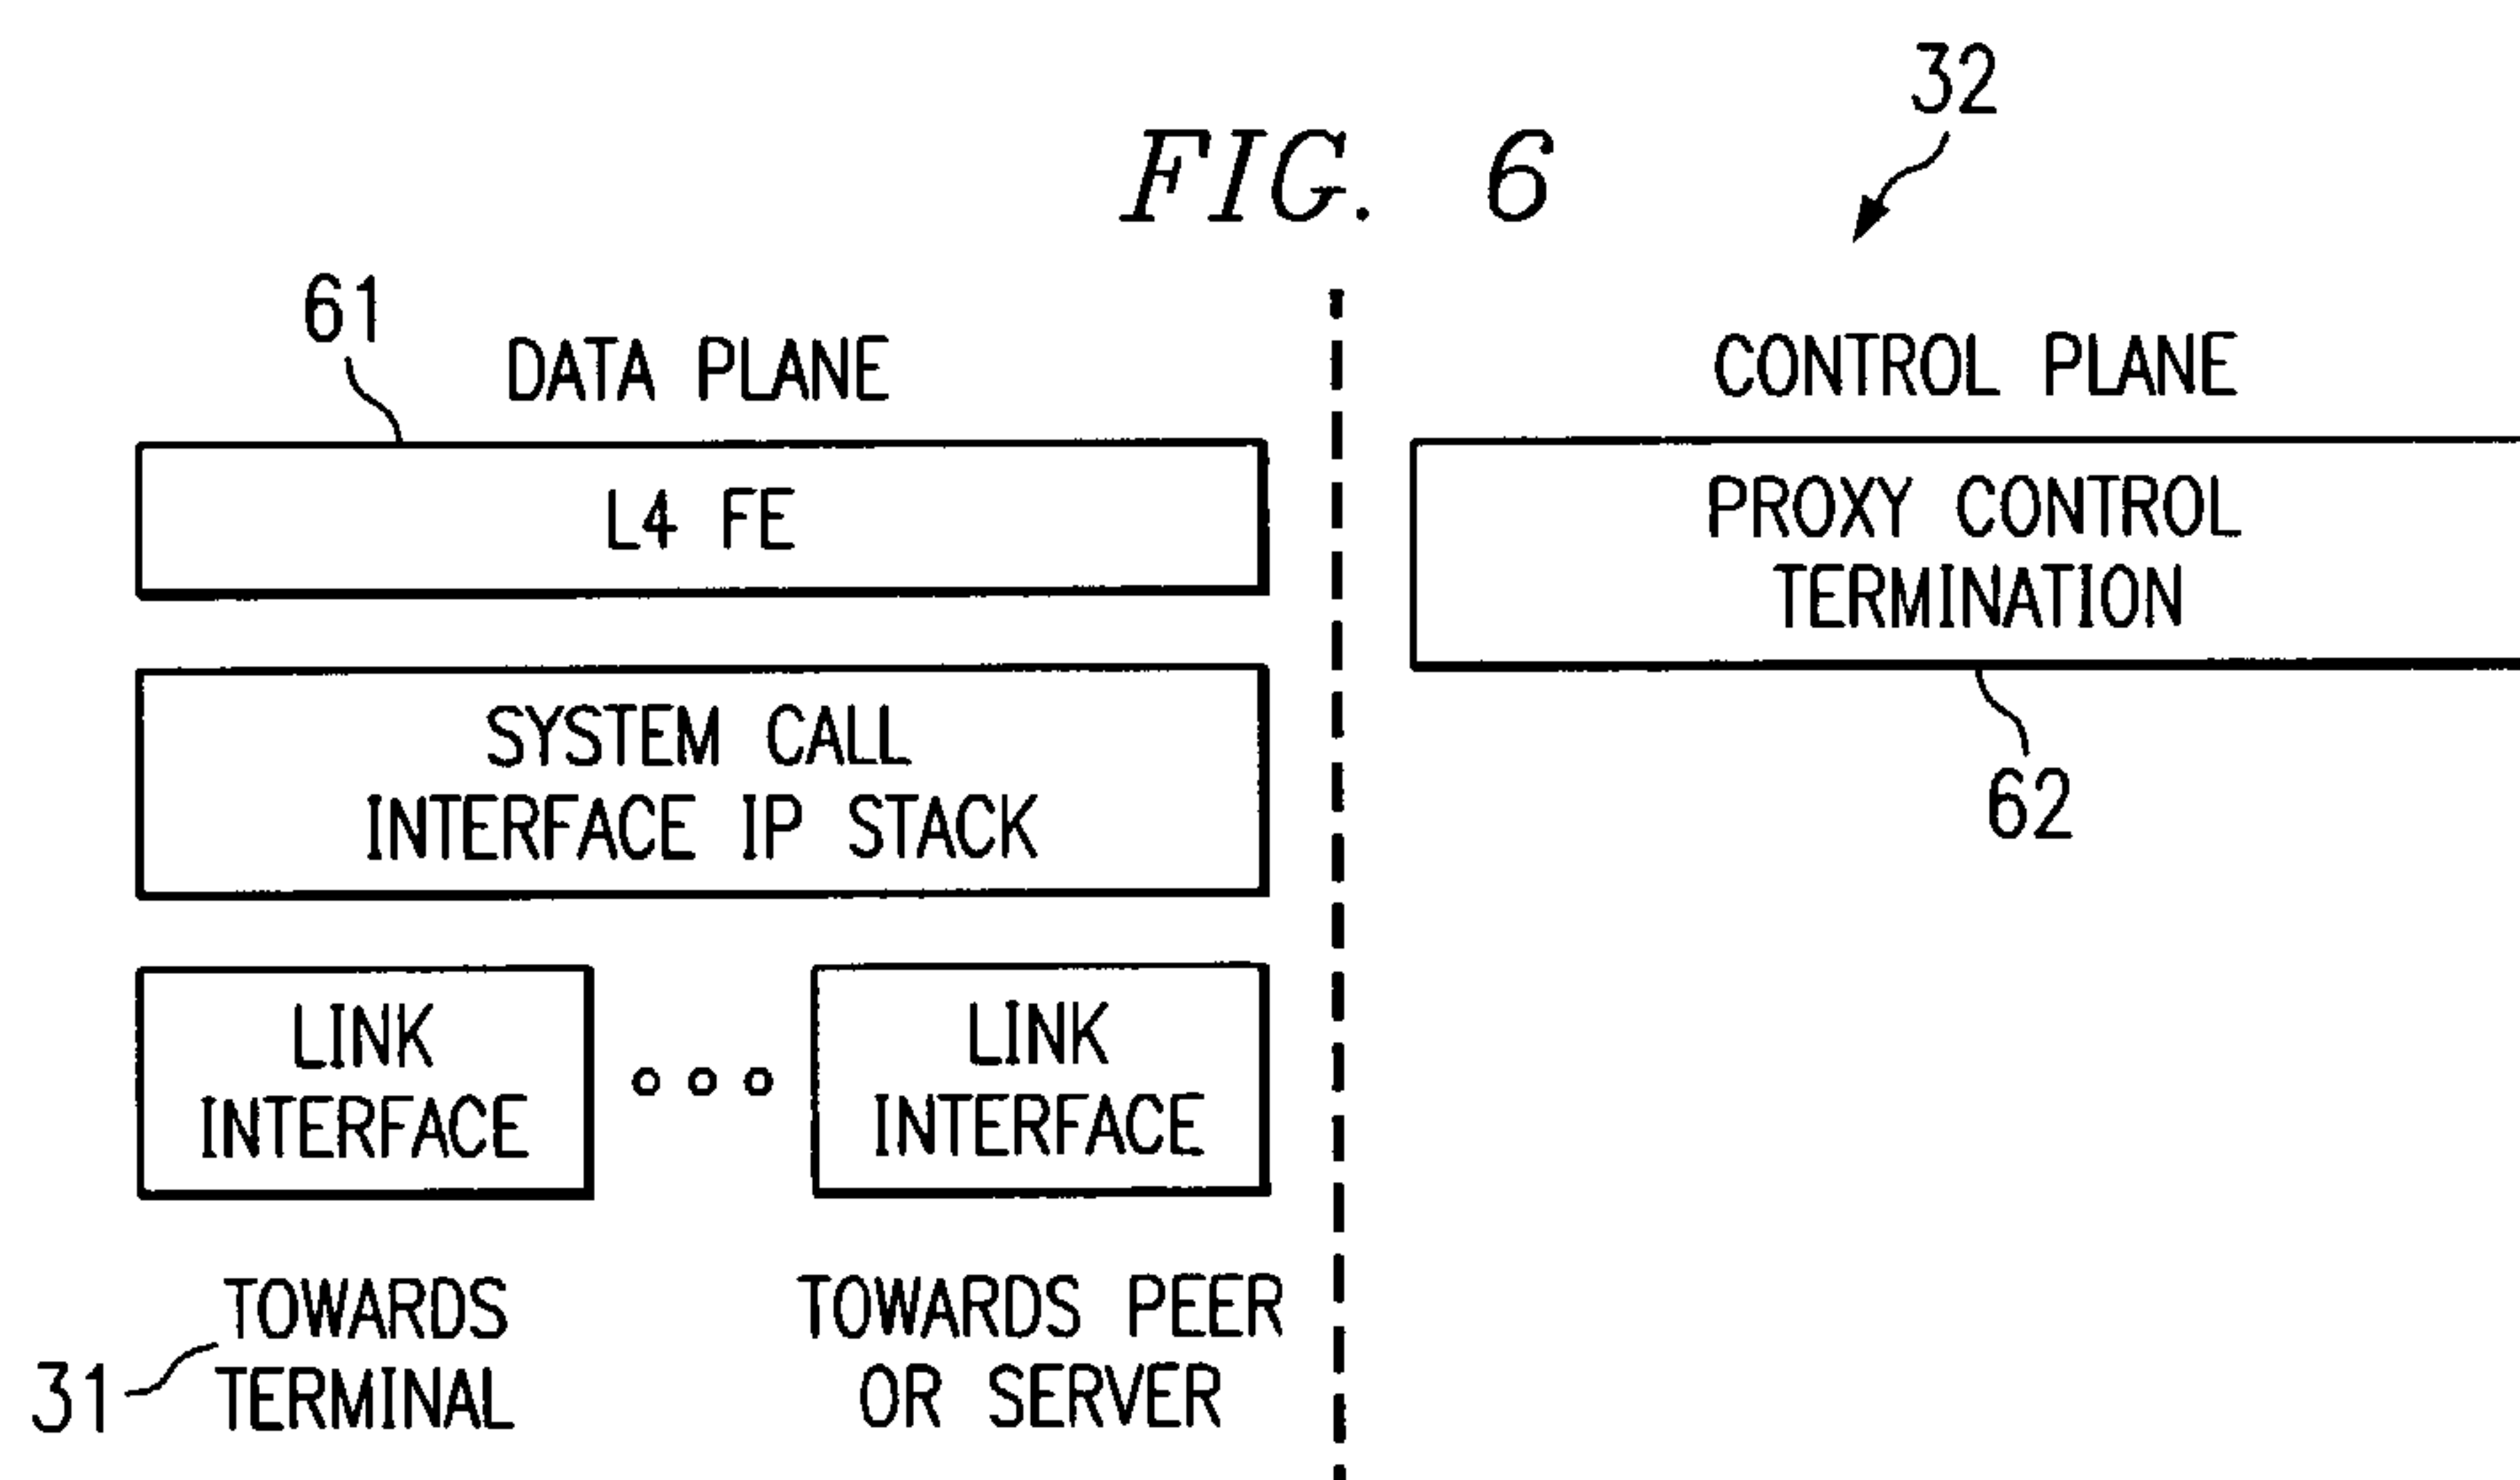 32
FIG. 6
61
DATA PLANE
CONTROL PLANE
L4 FE
PROXY CONTROL
TERMINATION
SYSTEM CALL
INTERFACE IP STACK
62
LINK
INTERFACE
LINK
INTERFACE
TOWARDS
TERMINAL
31
TOWARDS PEER
OR SERVER